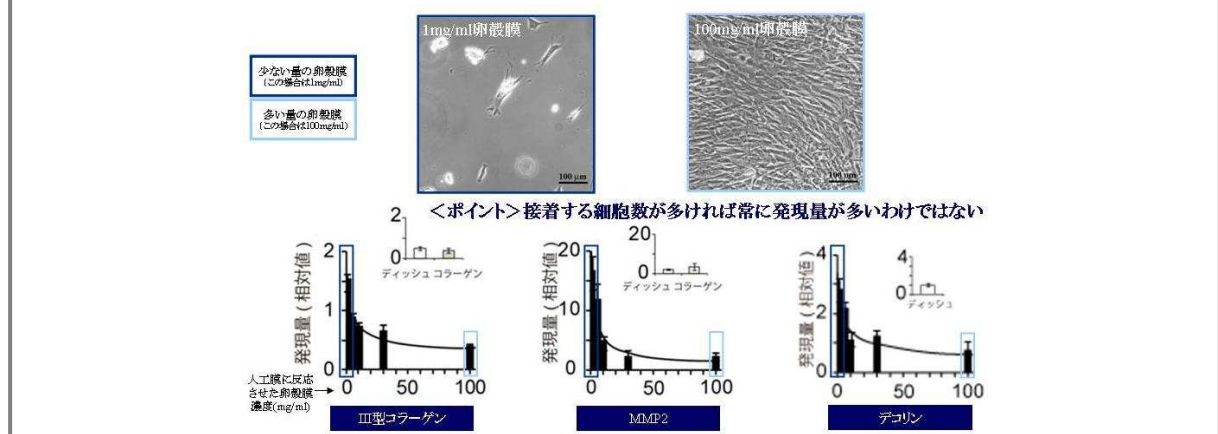 1mg/ml卵殻膜
100mg/ml卵殻膜
少ない量の卵殻膜
(この場合は1mg/ml)
多い量の卵殻膜
(この場合は100mg/ml)
100 μm
100 μm
<ポイント>接着する細胞数が多ければ常に発現量が多いわけではない
発現量(相対値)
2
1
0
2
0
ディッシュ コラーゲン
0
50
100
人工膜に反応
させた卵殻膜
濃度(mg/ml)
III型コラーゲン
発現量(相対値)
20
10
0
20
0
ディッシュ コラーゲン
0
50
100
MMP2
発現量(相対値)
4
2
0
4
0
ディッシュ
0
50
100
デコリン